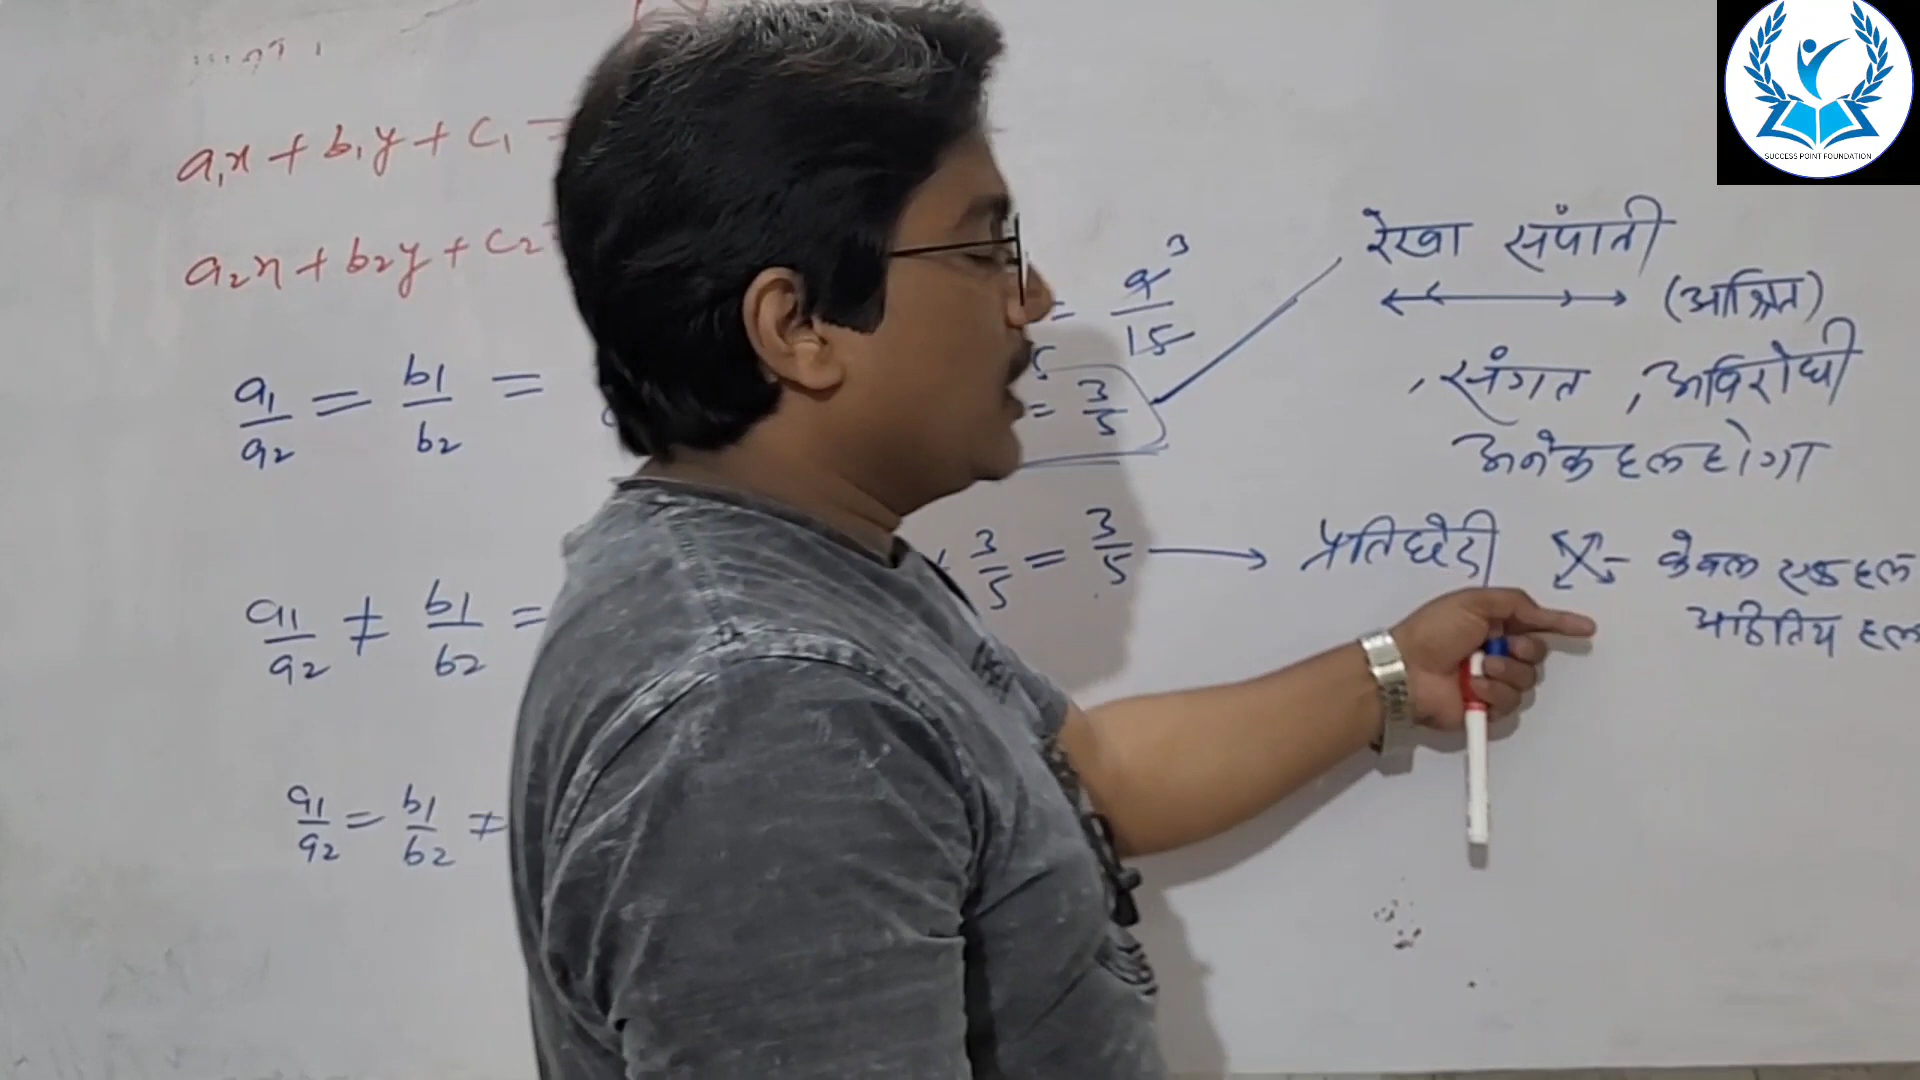 a₁x + b₁y + c₁ =
a₂x + b₂y + c₂
a₁/a₂ = b₁/b₂ =
= 9/15 3
5
= 3/5
a₁/a₂ ≠ b₁/b₂ =
3/5 = 3/5 → प्रतिछेदी - केवल एक हल
अद्वितिय हल
a₁/a₂ = b₁/b₂ ≠
रेखा संपाती
(आश्रित)
, संगत , अविरोधी
अनेक हल होगा
SUCCESS POINT FOUNDATION